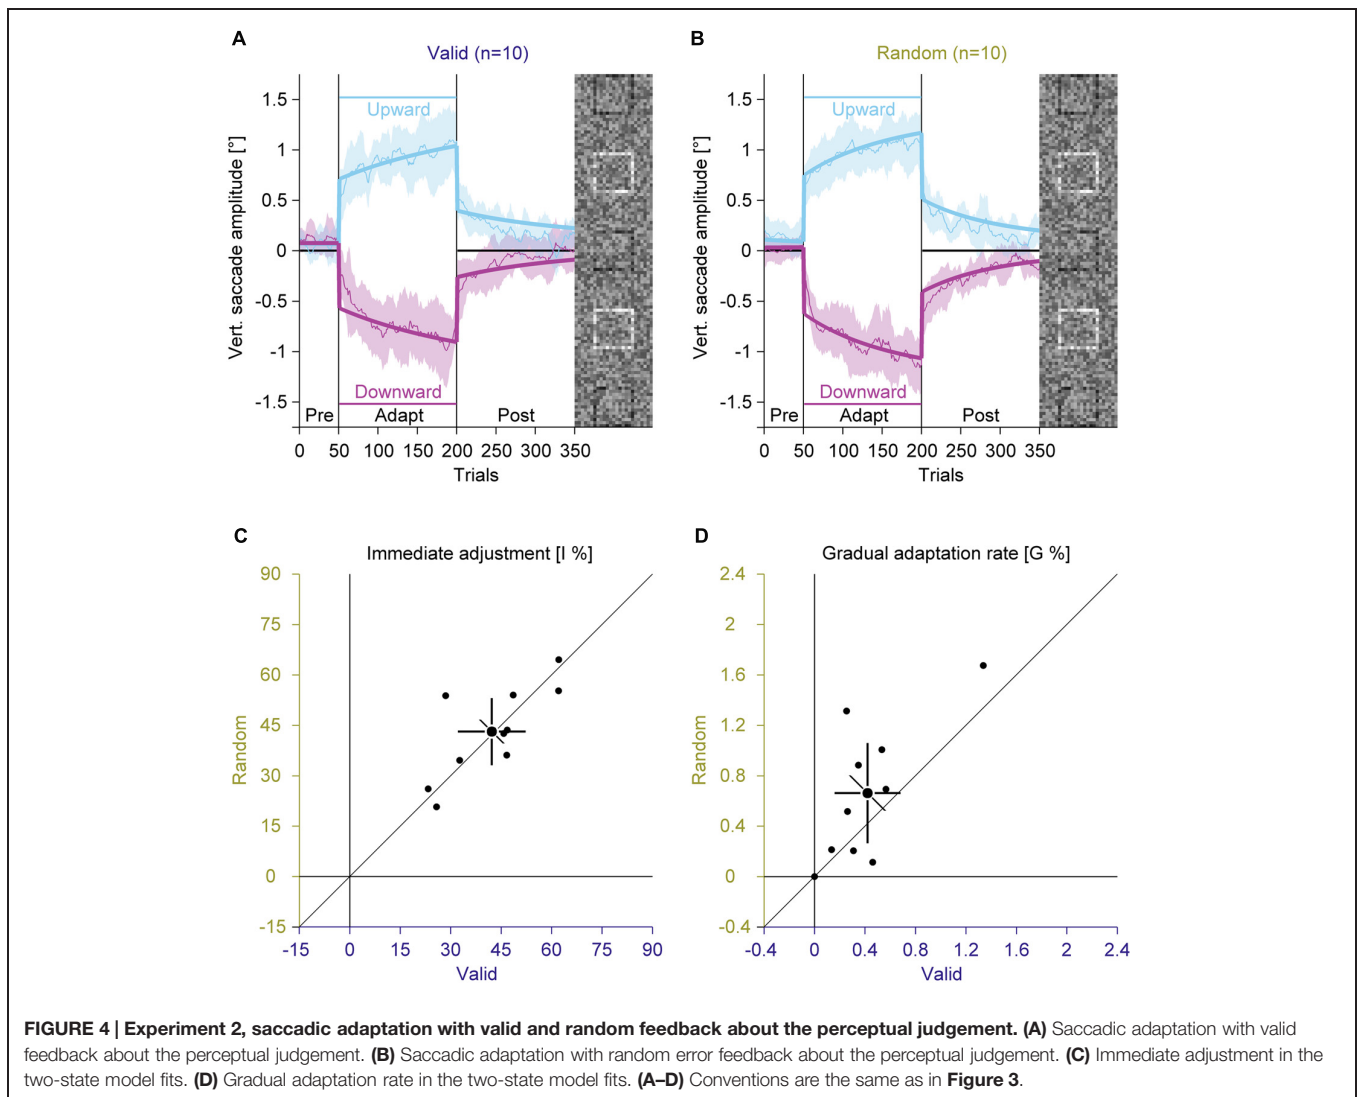 A
Valid (n=10)
1.5
1
0.5
0
-0.5
-1
-1.5
Vert. saccade amplitude [°]
Upward
Downward
Pre
Adapt
Post
0 50 100 150 200 250 300 350
Trials
B
Random (n=10)
1.5
1
0.5
0
-0.5
-1
-1.5
Vert. saccade amplitude [°]
Upward
Downward
Pre
Adapt
Post
0 50 100 150 200 250 300 350
Trials
C
Immediate adjustment [I %]
90
75
60
45
30
15
0
-15
Random
-15 0 15 30 45 60 75 90
Valid
D
Gradual adaptation rate [G %]
2.4
2
1.6
1.2
0.8
0.4
0
-0.4
Random
-0.4 0 0.4 0.8 1.2 1.6 2 2.4
Valid
FIGURE 4 | Experiment 2, saccadic adaptation with valid and random feedback about the perceptual judgement. (A) Saccadic adaptation with valid
feedback about the perceptual judgement. (B) Saccadic adaptation with random error feedback about the perceptual judgement. (C) Immediate adjustment in the
two-state model fits. (D) Gradual adaptation rate in the two-state model fits. (A–D) Conventions are the same as in Figure 3.